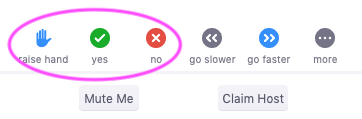 raise hand yes no go slower go faster more
Mute Me Claim Host